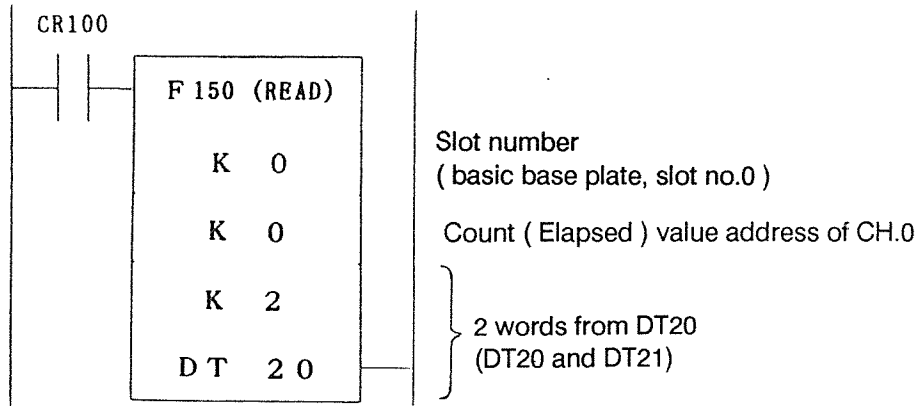 CR100
F 150 (READ)
K 0
Slot number
( basic base plate, slot no.0 )
K 0
Count ( Elapsed ) value address of CH.0
K 2
DT 20
2 words from DT20
(DT20 and DT21)